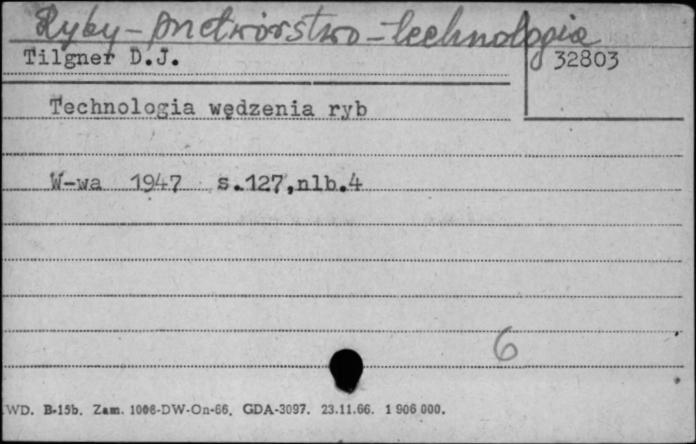 Ryby - przetwórstwo - technologia
Tilgner D.J.
32803
Technologia wędzenia ryb
W-wa 1947 s.127,nlb.4
6
WD. B-15b. Zam. 1006-DW-On-66. GDA-3097. 23.11.66. 1 906 000.